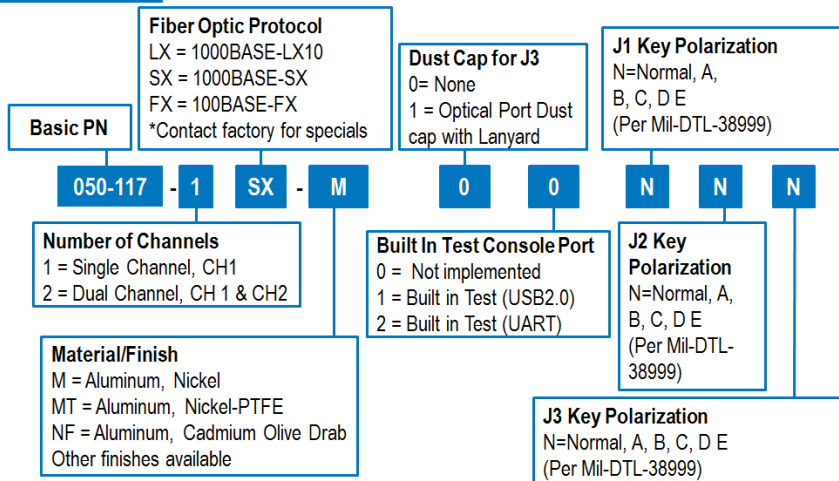 Fiber Optic Protocol
LX = 1000BASE-LX10
SX = 1000BASE-SX
FX = 100BASE-FX
*Contact factory for specials
Dust Cap for J3
0= None
1 = Optical Port Dust
cap with Lanyard
J1 Key Polarization
N=Normal, A,
B, C, D E
(Per Mil-DTL-38999)
Basic PN
050-117 - 1 SX - M 0 0 N N N
Number of Channels
1 = Single Channel, CH1
2 = Dual Channel, CH 1 & CH2
Built In Test Console Port
0 = Not implemented
1 = Built in Test (USB2.0)
2 = Built in Test (UART)
J2 Key
Polarization
N=Normal, A,
B, C, D E
(Per Mil-DTL-
38999)
Material/Finish
M = Aluminum, Nickel
MT = Aluminum, Nickel-PTFE
NF = Aluminum, Cadmium Olive Drab
Other finishes available
J3 Key Polarization
N=Normal, A, B, C, D E
(Per Mil-DTL-38999)